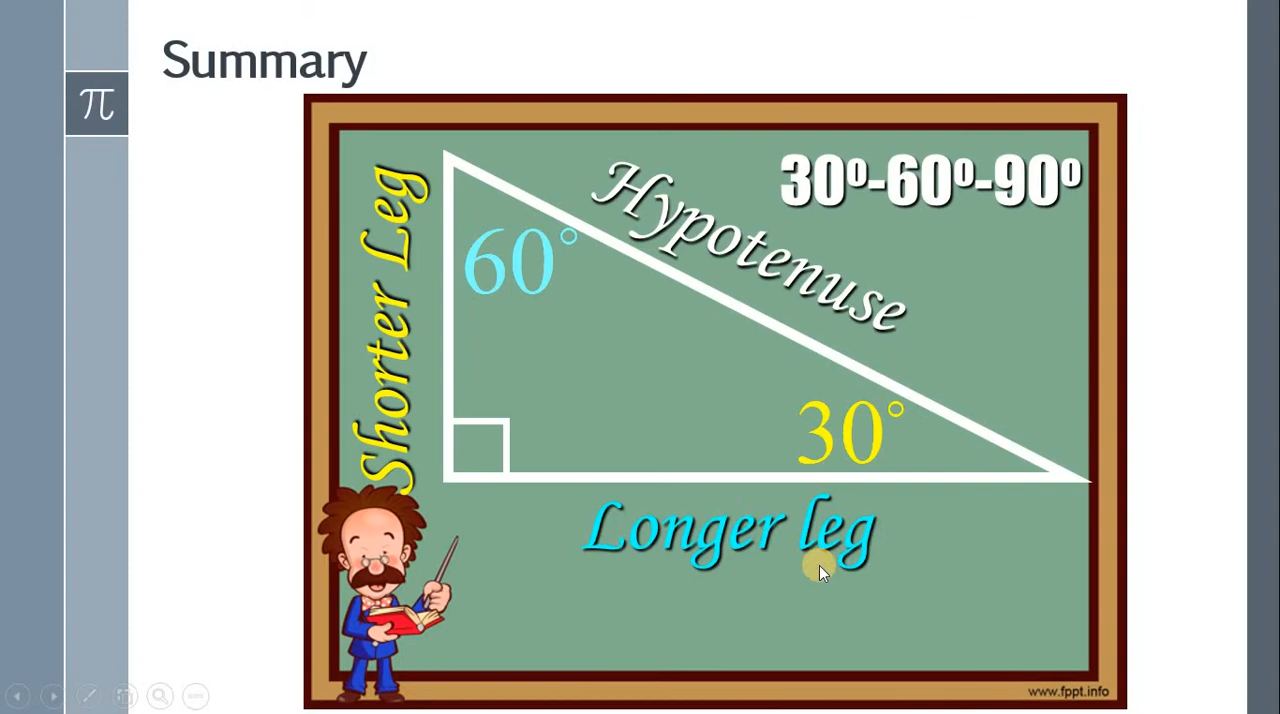 Summary
π
30º-60º-90º
Hypotenuse
Shorter Leg
60°
30°
Longer leg
www.fppt.info